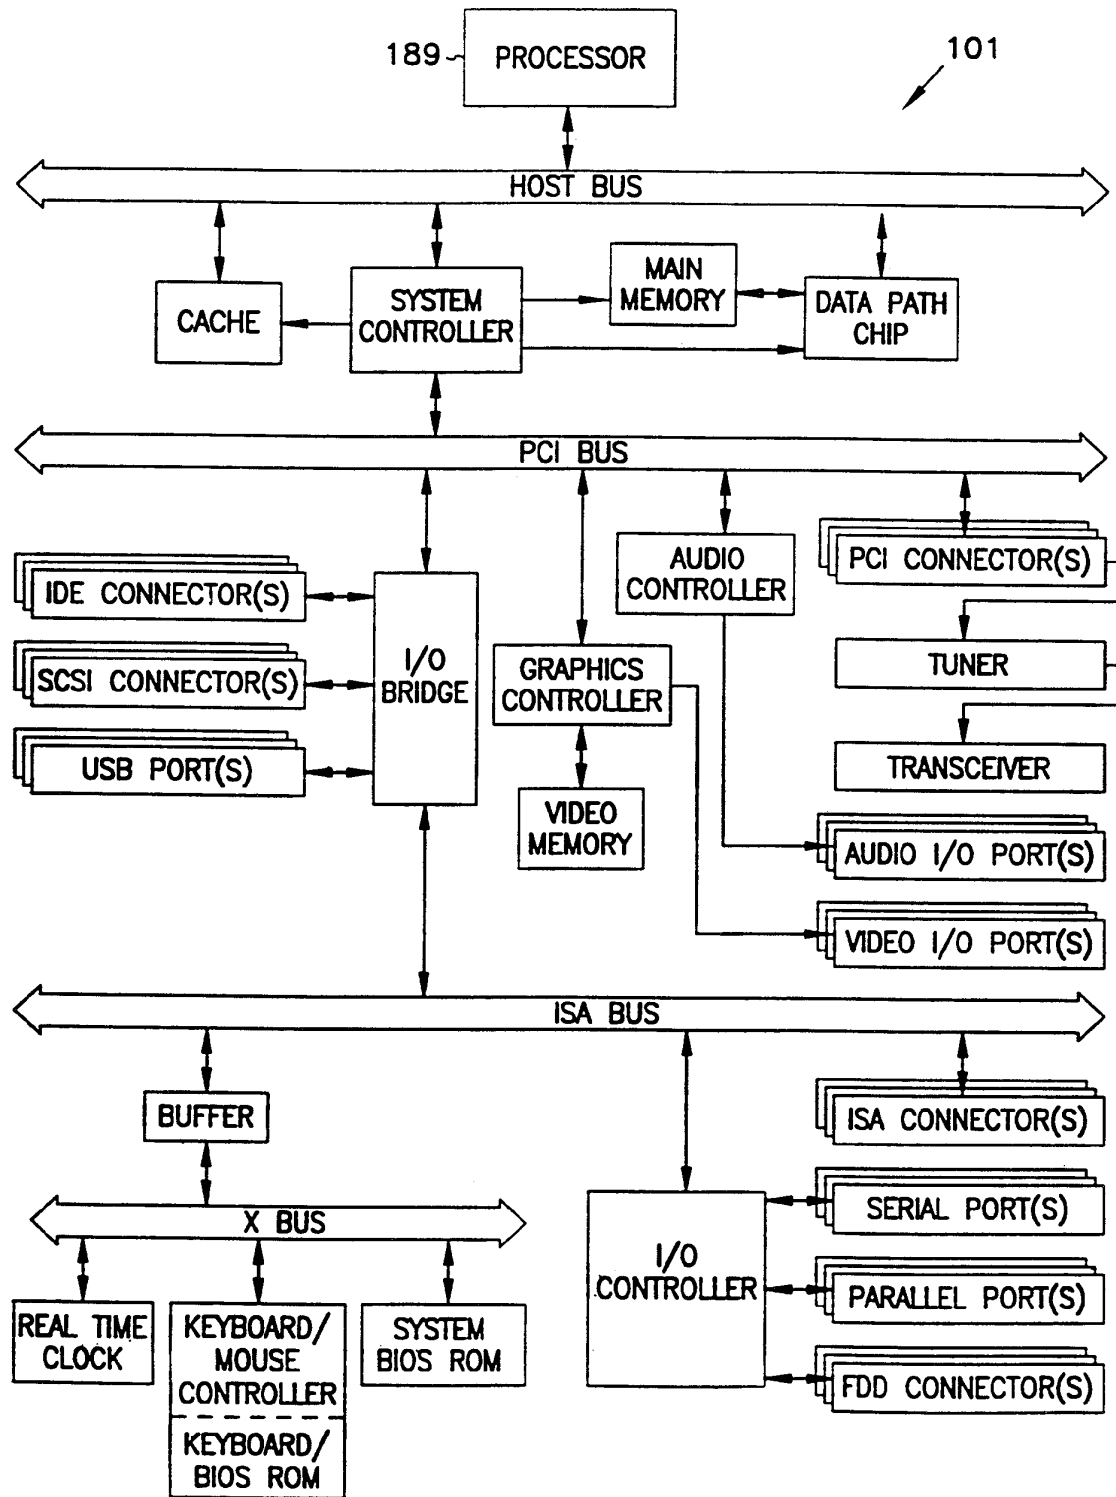 189
PROCESSOR
101
HOST BUS
CACHE
SYSTEM
CONTROLLER
MAIN
MEMORY
DATA PATH
CHIP
PCI BUS
IDE CONNECTOR(S)
SCSI CONNECTOR(S)
USB PORT(S)
I/O
BRIDGE
GRAPHICS
CONTROLLER
VIDEO
MEMORY
AUDIO
CONTROLLER
PCI CONNECTOR(S)
TUNER
TRANSCEIVER
AUDIO I/O PORT(S)
VIDEO I/O PORT(S)
ISA BUS
BUFFER
X BUS
REAL TIME
CLOCK
KEYBOARD/
MOUSE
CONTROLLER
KEYBOARD/
BIOS ROM
SYSTEM
BIOS ROM
I/O
CONTROLLER
ISA CONNECTOR(S)
SERIAL PORT(S)
PARALLEL PORT(S)
FDD CONNECTOR(S)